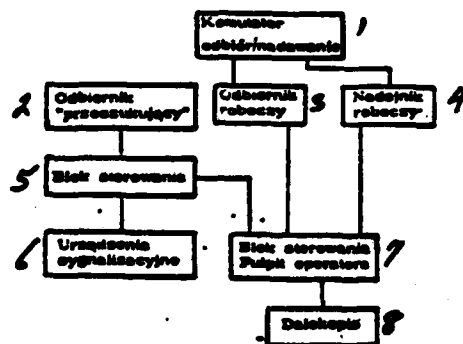 1
Komutator
odbiór/nadawanie
2
Odbiornik
"przeszukujący"
Odbiornik
roboczy
3
Nadajnik
roboczy
4
5
Blok sterowania
6
Urządzenia
sygnalizacyjne
Blok sterowania
Pulpit operatora
7
Dalekopis
8